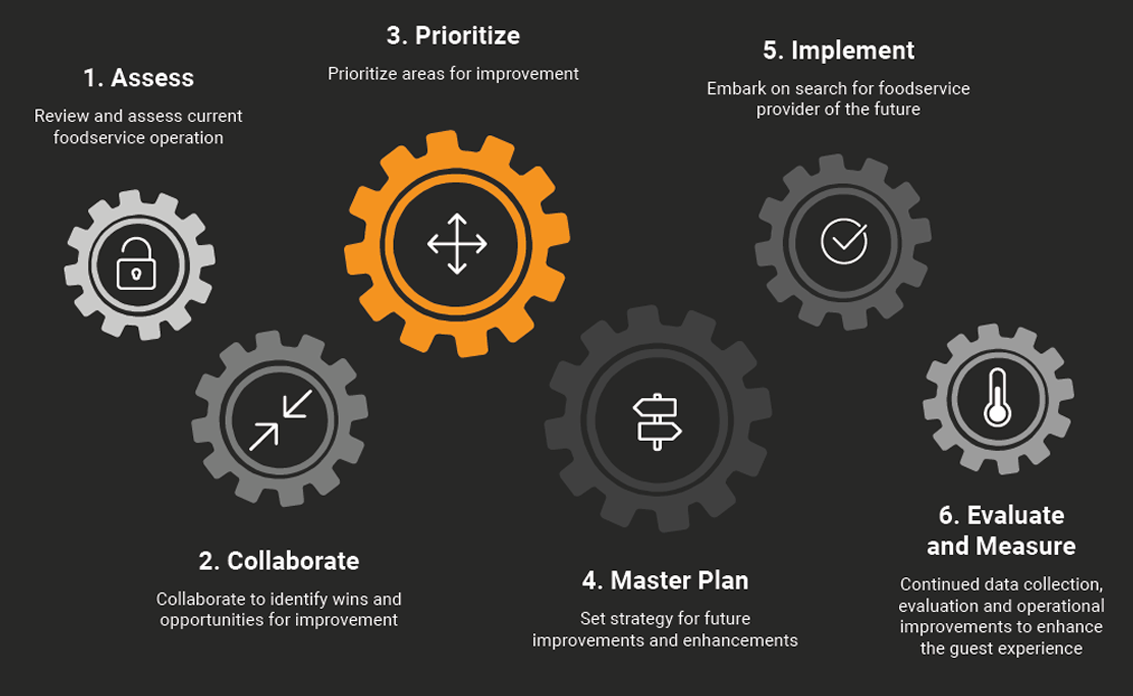 1. Assess
Review and assess current
foodservice operation
2. Collaborate
Collaborate to identify wins and
opportunities for improvement
3. Prioritize
Prioritize areas for improvement
4. Master Plan
Set strategy for future
improvements and enhancements
5. Implement
Embark on search for foodservice
provider of the future
6. Evaluate
and Measure
Continued data collection,
evaluation and operational
improvements to enhance
the guest experience